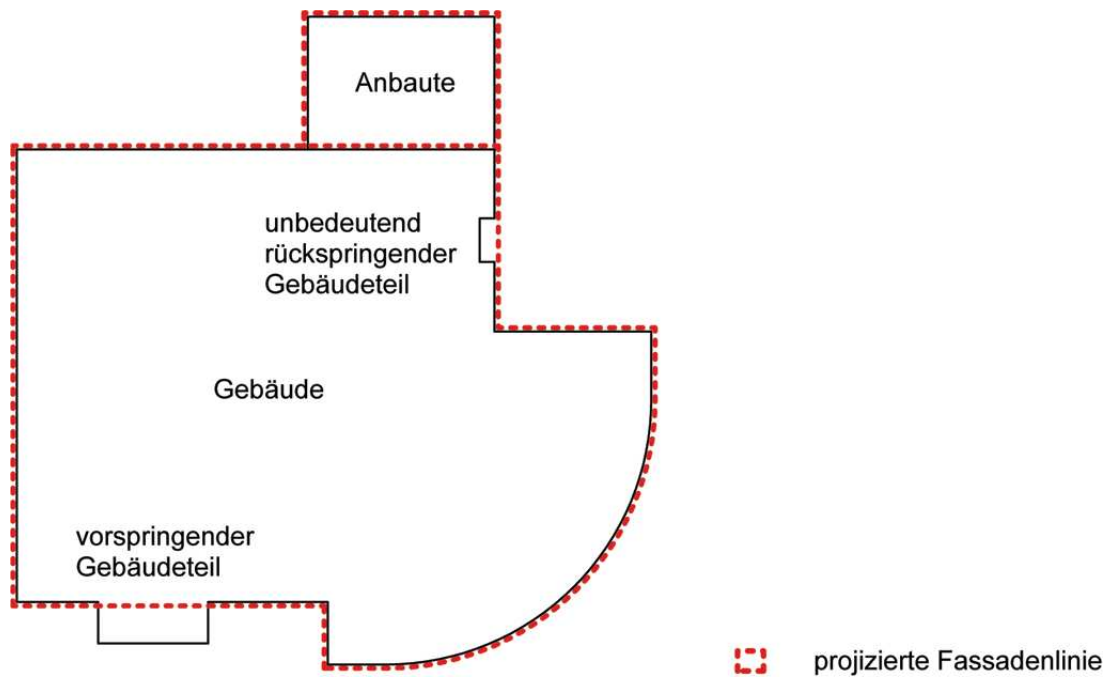 Anbaute
unbedeutend
rückspringender
Gebäudeteil
Gebäude
vorspringender
Gebäudeteil
projizierte Fassadenlinie